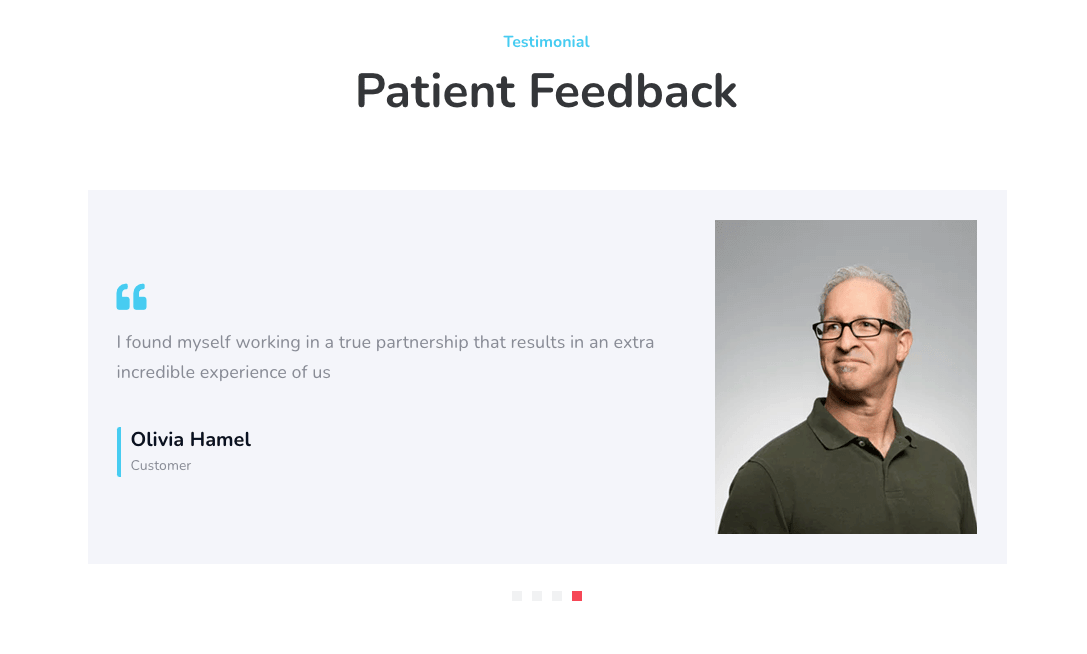 Testimonial
Patient Feedback
I found myself working in a true partnership that results in an extra
incredible experience of us
Olivia Hamel
Customer